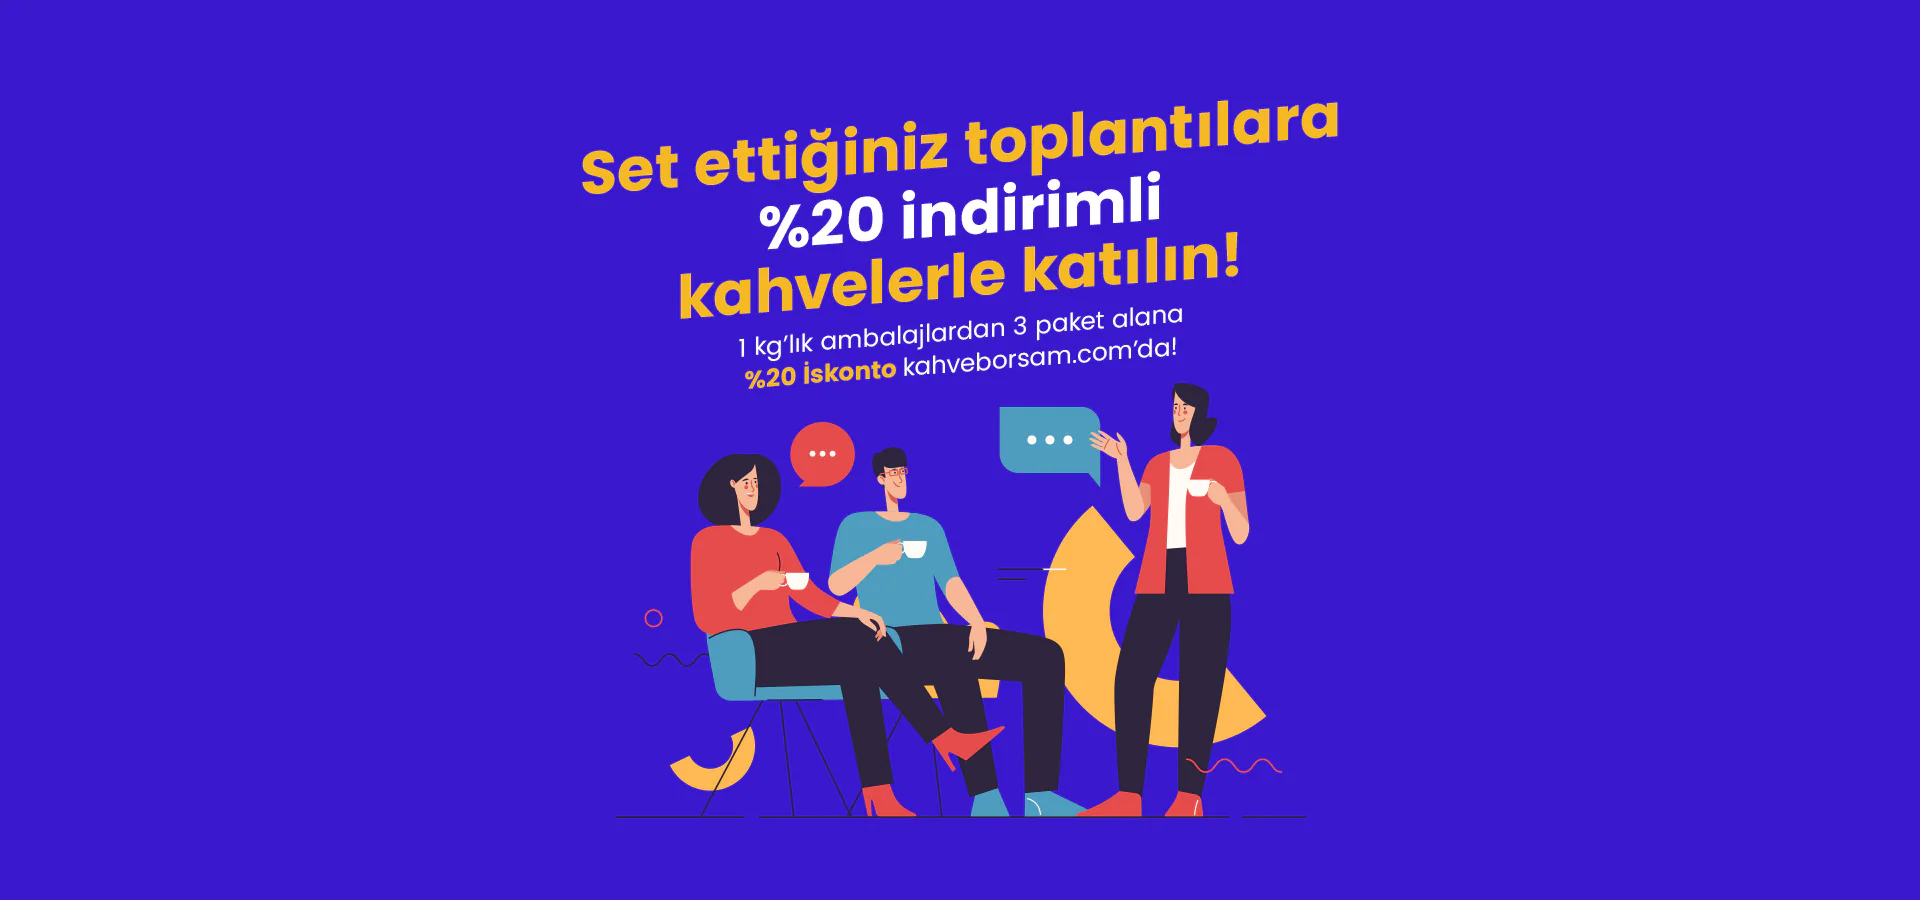 Set ettiğiniz toplantılara
%20 indirimli
kahvelerle katılın!
1 kg’lık ambalajlardan 3 paket alana
%20 İskonto kahveborsam.com’da!